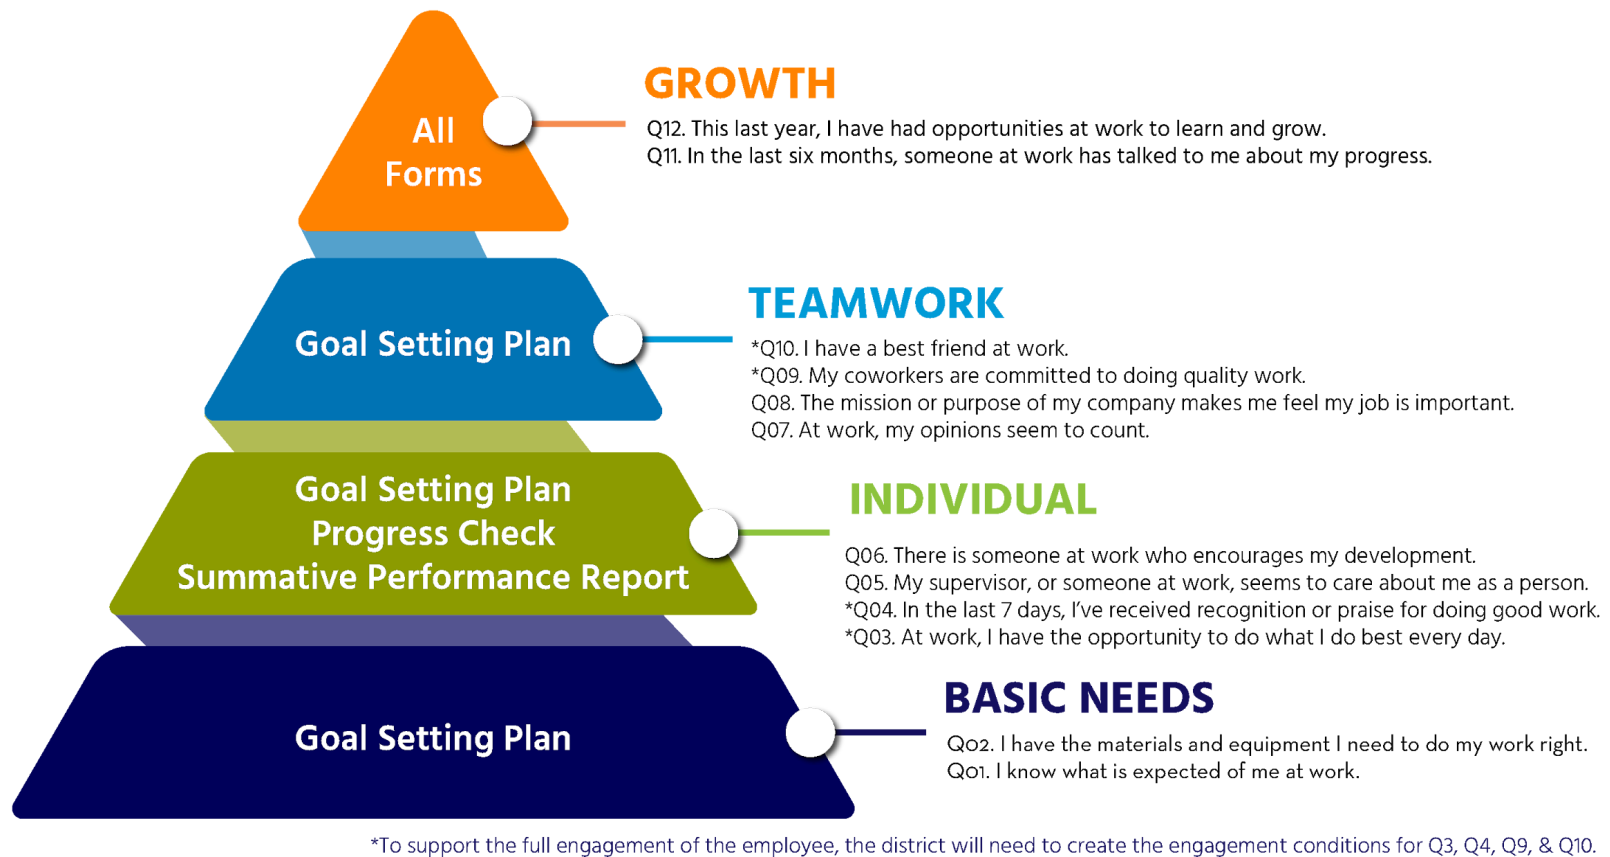 All
Forms
GROWTH
Q12. This last year, I have had opportunities at work to learn and grow.
Q11. In the last six months, someone at work has talked to me about my progress.
Goal Setting Plan
TEAMWORK
*Q10. I have a best friend at work.
*Q09. My coworkers are committed to doing quality work.
Q08. The mission or purpose of my company makes me feel my job is important.
Q07. At work, my opinions seem to count.
Goal Setting Plan
Progress Check
Summative Performance Report
INDIVIDUAL
Q06. There is someone at work who encourages my development.
Q05. My supervisor, or someone at work, seems to care about me as a person.
*Q04. In the last 7 days, I've received recognition or praise for doing good work.
*Q03. At work, I have the opportunity to do what I do best every day.
Goal Setting Plan
BASIC NEEDS
Q02. I have the materials and equipment I need to do my work right.
Q01. I know what is expected of me at work.
*To support the full engagement of the employee, the district will need to create the engagement conditions for Q3, Q4, Q9, & Q10.